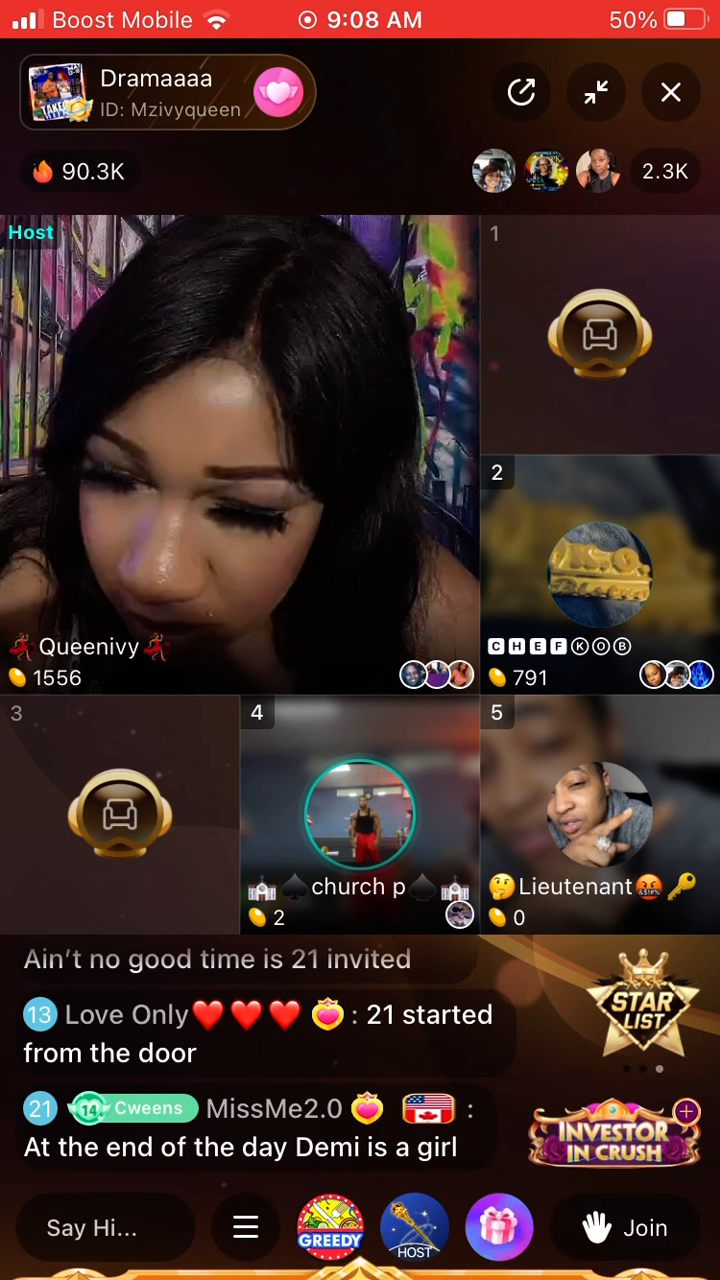 Boost Mobile
9:08 AM
50%
Dramaaaa
ID: Mzivyqueen
TAKE
90.3K
2.3K
Host
1
2
Queenivy
1556
CHEFKOB
791
3
4
5
church p
2
Lieutenant
0
Ain't no good time is 21 invited
13 Love Only : 21 started
from the door
21 14 Cweens MissMe2.0 :
At the end of the day Demi is a girl
STAR
LIST
INVESTOR
IN CRUSH
Say Hi...
GREEDY
HOST
Join